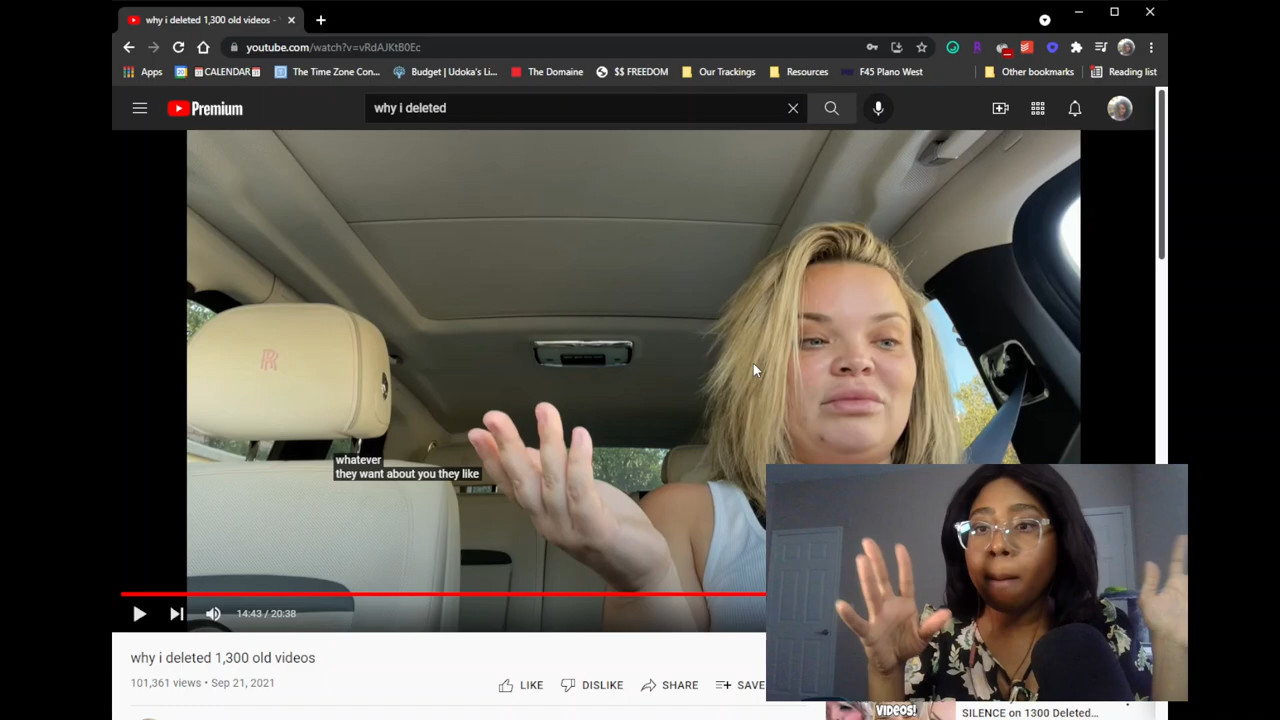 why i deleted 1,300 old videos -
youtube.com/watch?v=vRdAJKtB0Ec
Apps
CALENDAR
The Time Zone Con...
Budget | Udoka's Li...
The Domaine
$$ FREEDOM
Our Trackings
Resources
F45 Plano West
Other bookmarks
Reading list
Premium
why i deleted
RR
whatever
they want about you they like
14:43 / 20:38
why i deleted 1,300 old videos
101,361 views • Sep 21, 2021
LIKE
DISLIKE
SHARE
SAVE
VIDEOS!
SILENCE on 1300 Deleted...